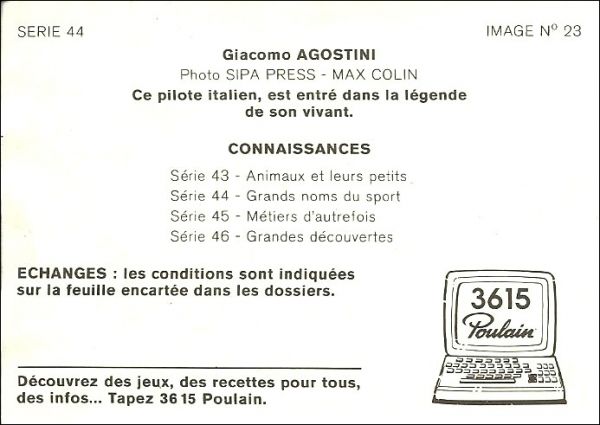 SERIE 44
IMAGE Nº 23
Giacomo AGOSTINI
Photo SIPA PRESS - MAX COLIN
Ce pilote italien, est entré dans la légende
de son vivant.
CONNAISSANCES
Série 43 - Animaux et leurs petits
Série 44 - Grands noms du sport
Série 45 - Métiers d'autrefois
Série 46 - Grandes découvertes
ECHANGES : les conditions sont indiquées
sur la feuille encartée dans les dossiers.
3615
Poulain
Découvrez des jeux, des recettes pour tous,
des infos... Tapez 3615 Poulain.